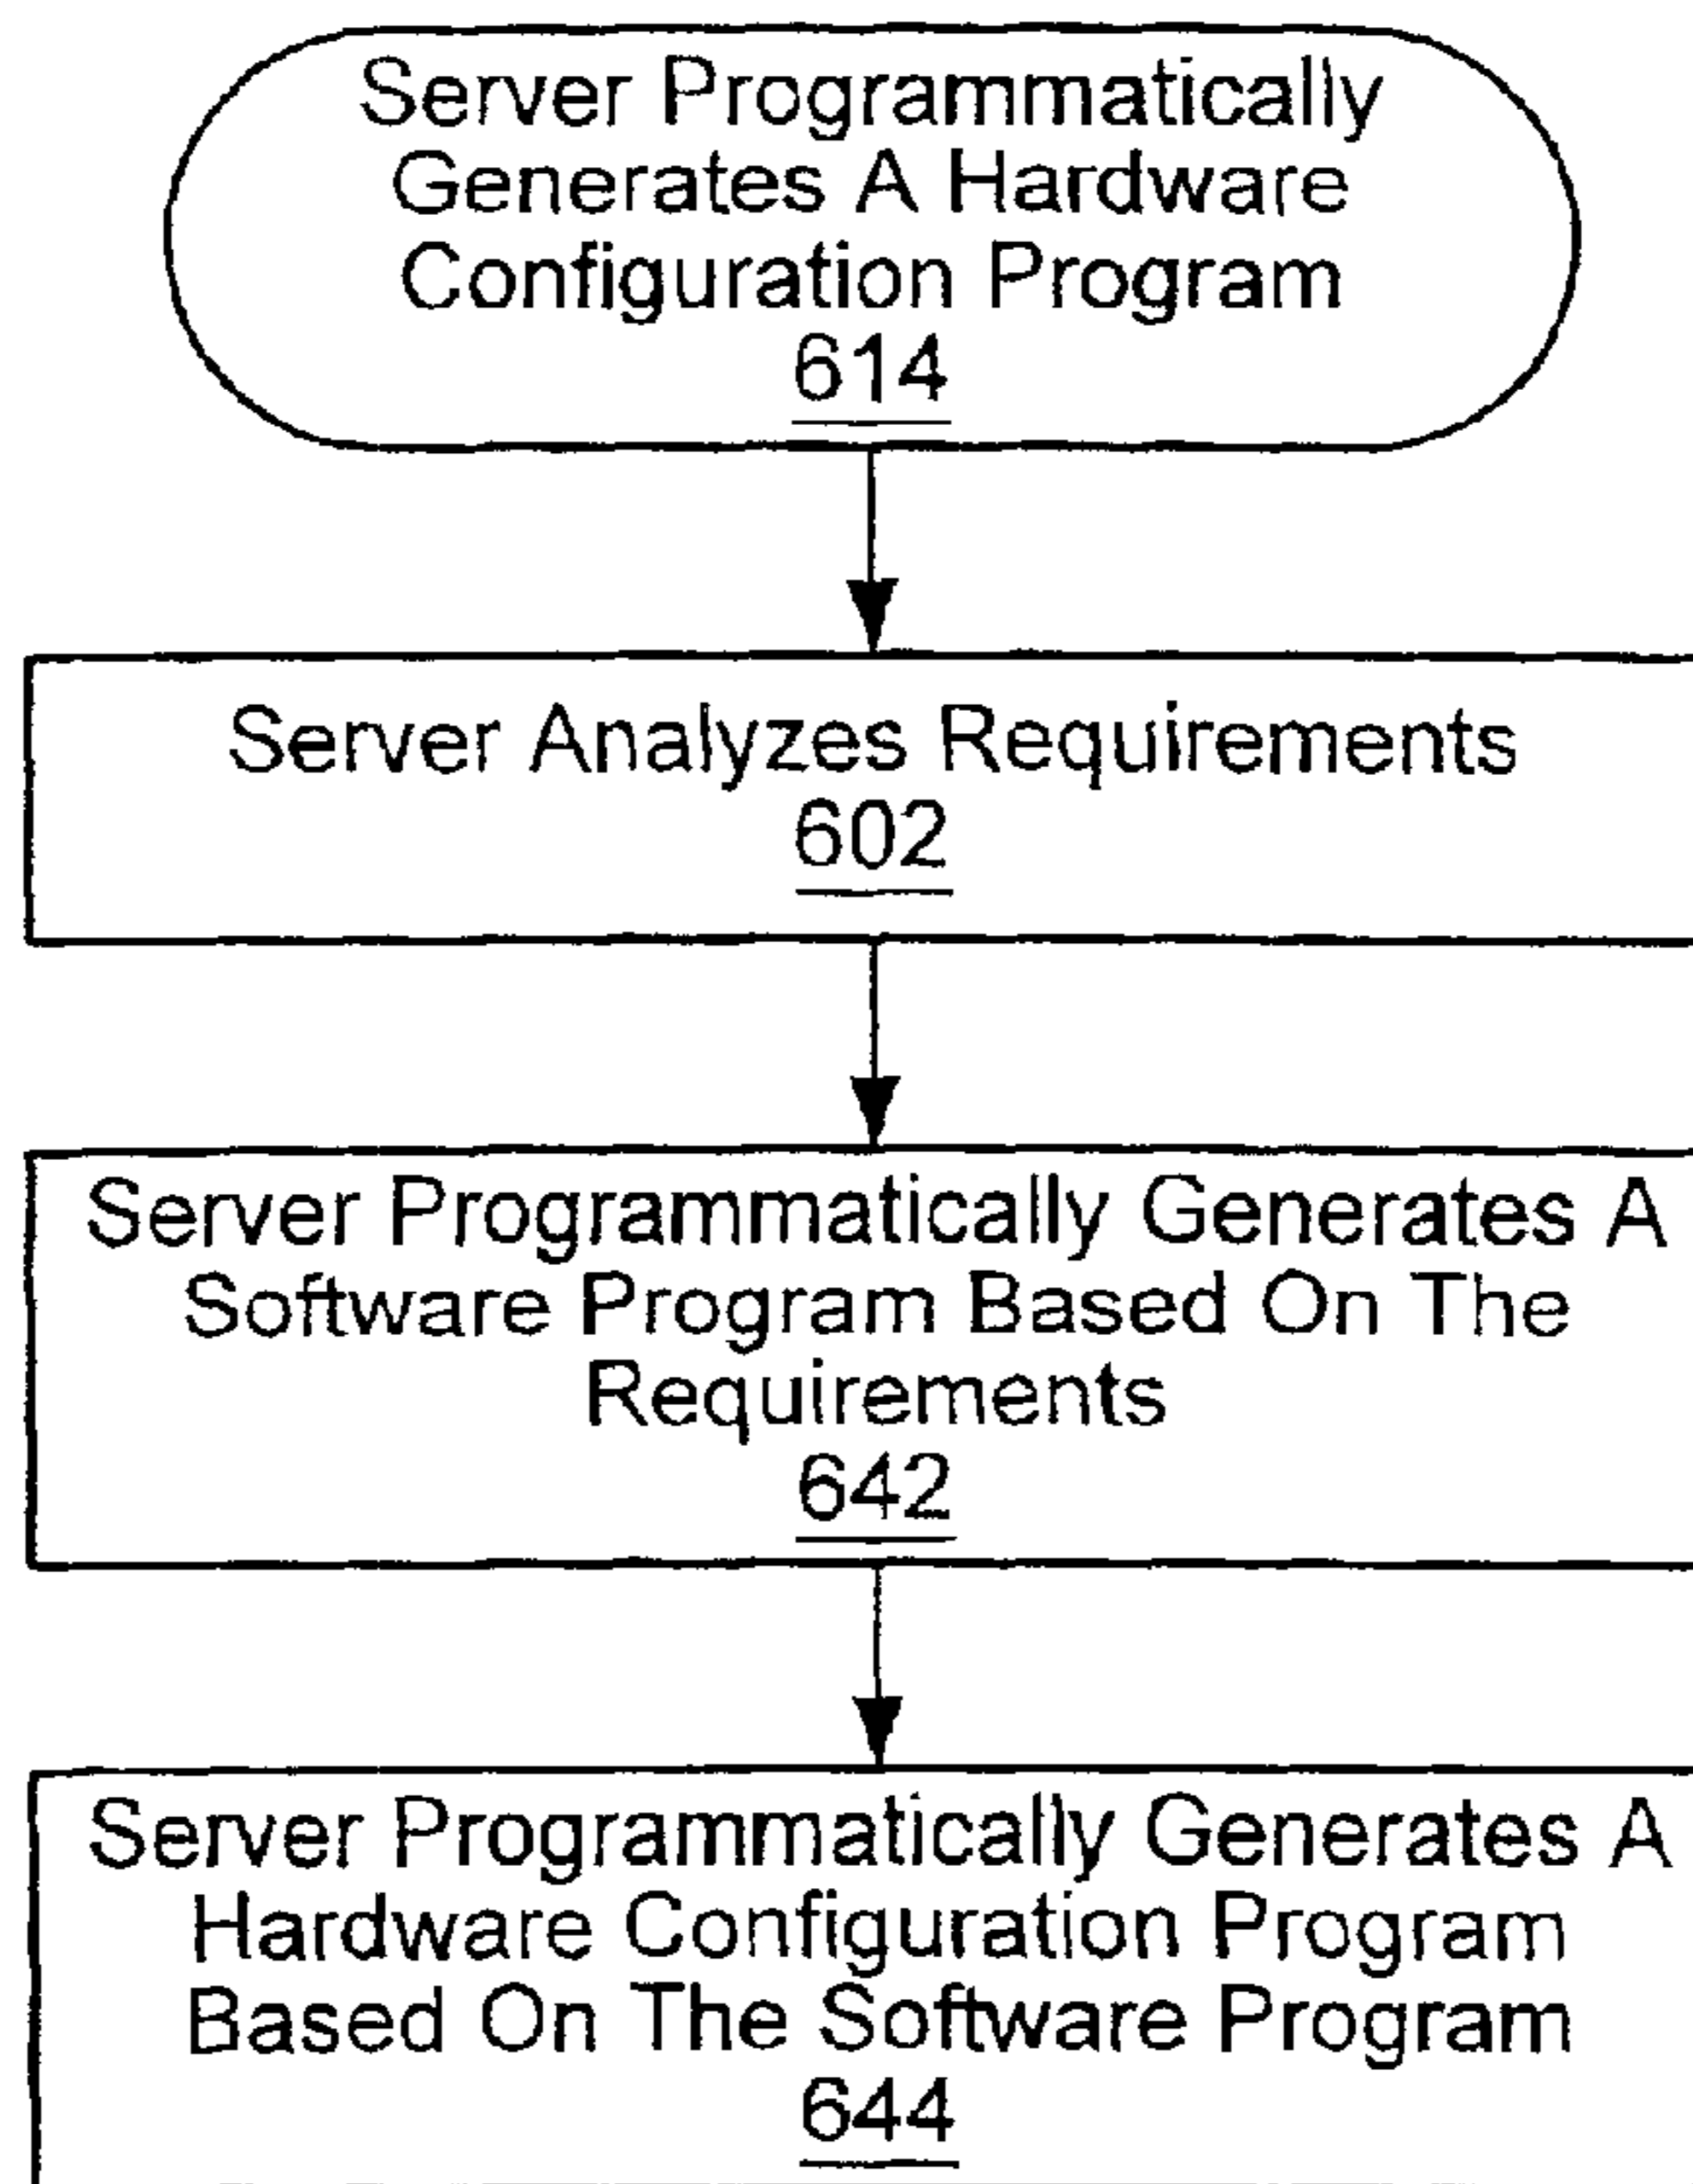 Server Programmatically
Generates A Hardware
Configuration Program
614
Server Analyzes Requirements
602
Server Programmatically Generates A
Software Program Based On The
Requirements
642
Server Programmatically Generates A
Hardware Configuration Program
Based On The Software Program
644